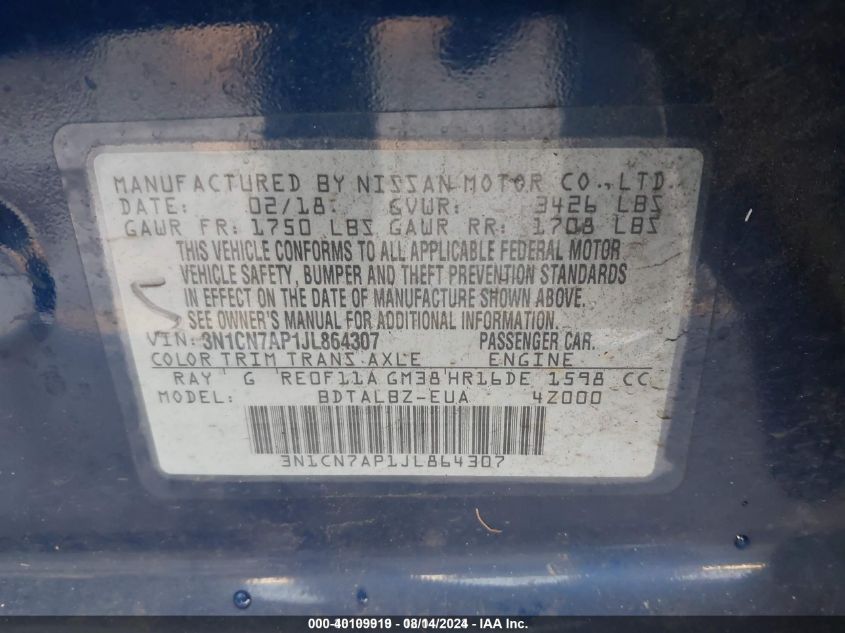 MANUFACTURED BY NISSAN MOTOR CO.,LTD.
DATE: 02/18 GVWR: 3426 LBS
GAWR FR: 1750 LBS GAWR RR: 1708 LBS
THIS VEHICLE CONFORMS TO ALL APPLICABLE FEDERAL MOTOR
VEHICLE SAFETY, BUMPER AND THEFT PREVENTION STANDARDS
IN EFFECT ON THE DATE OF MANUFACTURE SHOWN ABOVE.
SEE OWNER'S MANUAL FOR ADDITIONAL INFORMATION.
VIN: 3N1CN7AP1JL864307 PASSENGER CAR.
COLOR TRIM TRANS AXLE ENGINE
RAY G RE0F11A GM38 HR16DE 1598 CC
MODEL: BDTALBZ-EUA 4Z000
3N1CN7AP1JL864307
000-40109919 - 08/14/2024 - IAA Inc.